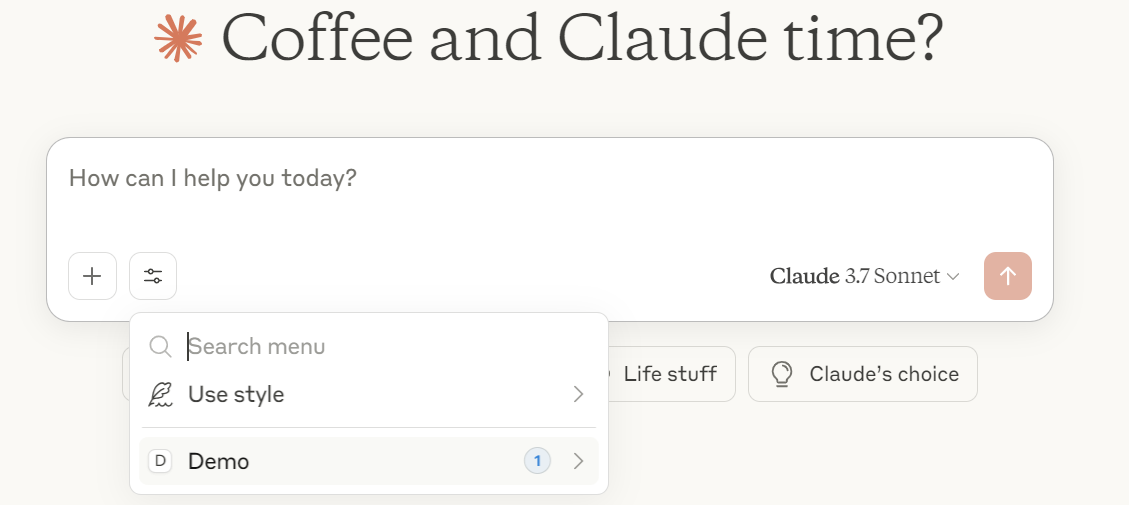 Coffee and Claude time?
How can I help you today?
Claude 3.7 Sonnet
Search menu
Use style
Life stuff
Claude’s choice
D Demo 1